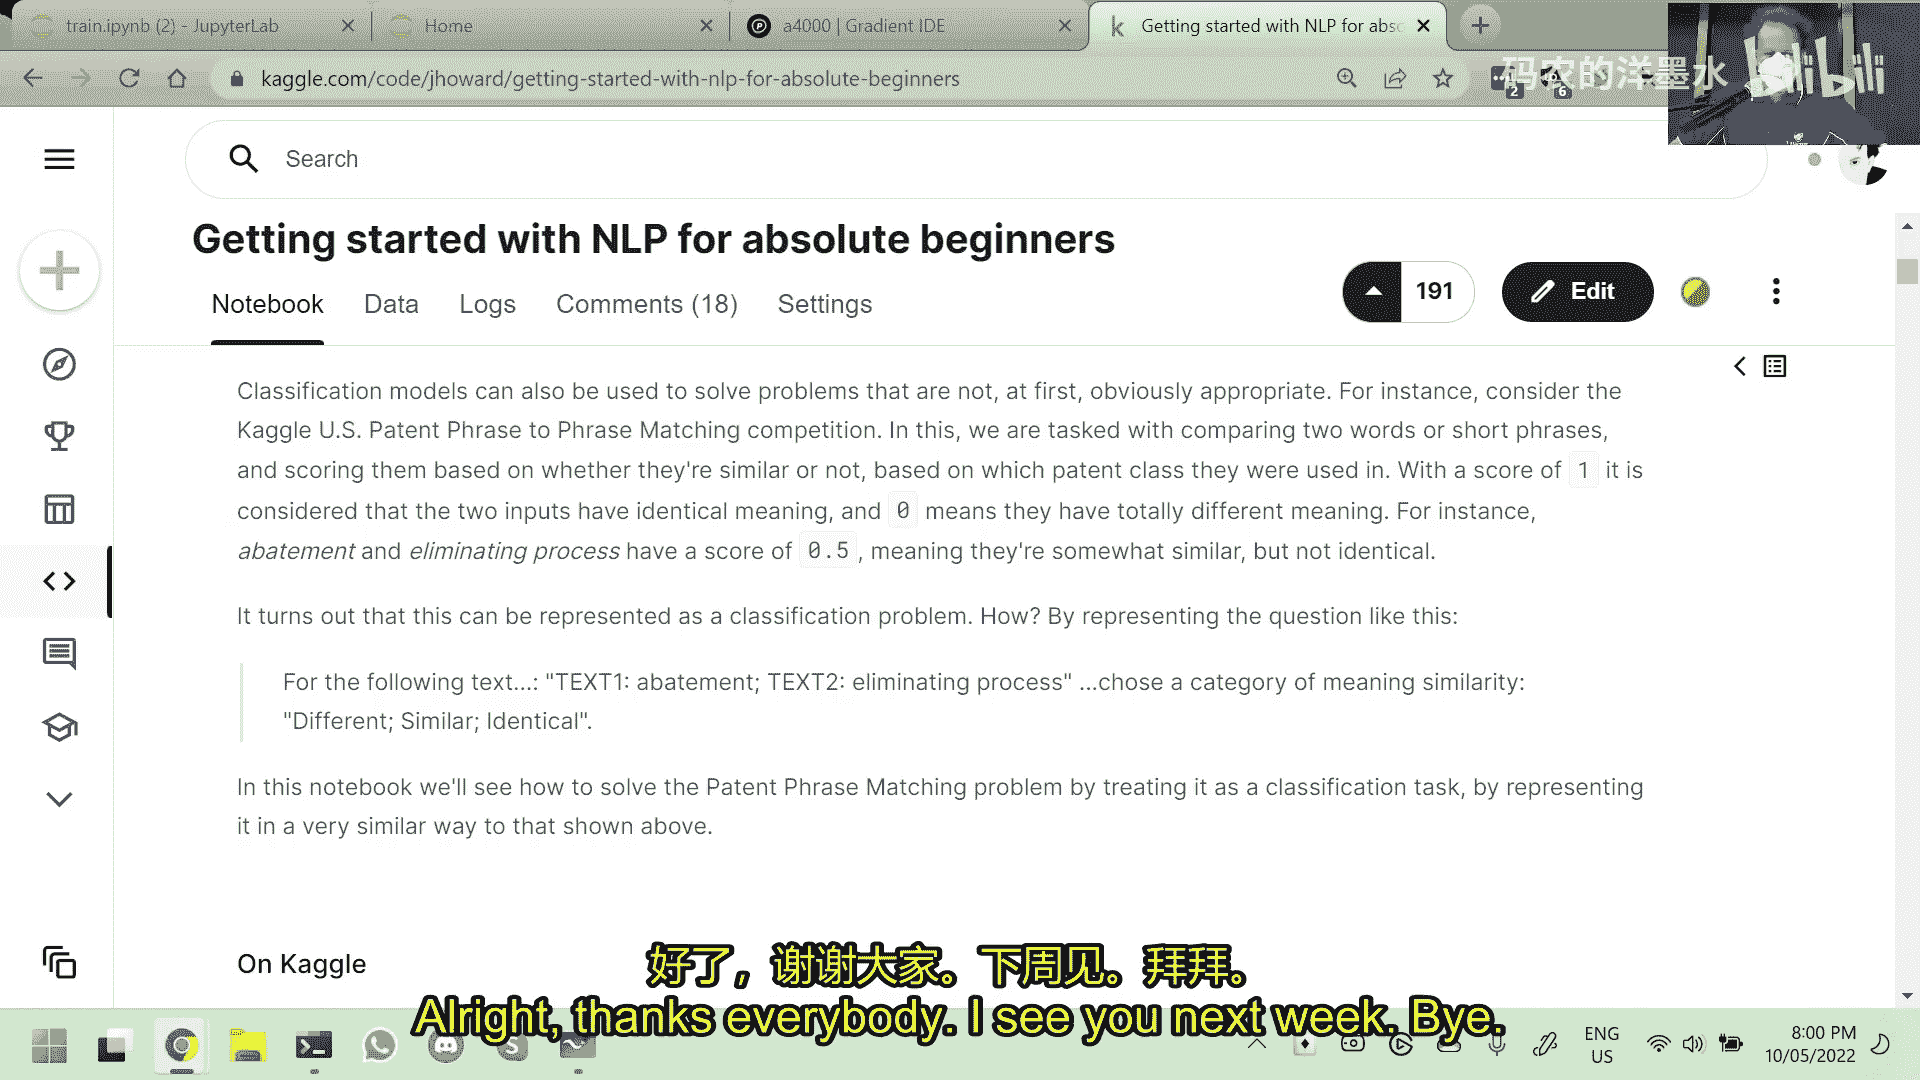 train.ipynb (2) - JupyterLab
Home
a4000 | Gradient IDE
Getting started with NLP for abso
kaggle.com/code/jhoward/getting-started-with-nlp-for-absolute-beginners
2
6
码农的洋墨水 bilibili
Search
Getting started with NLP for absolute beginners
Notebook Data Logs Comments (18) Settings
191
Edit
Classification models can also be used to solve problems that are not, at first, obviously appropriate. For instance, consider the
Kaggle U.S. Patent Phrase to Phrase Matching competition. In this, we are tasked with comparing two words or short phrases,
and scoring them based on whether they're similar or not, based on which patent class they were used in. With a score of 1 it is
considered that the two inputs have identical meaning, and 0 means they have totally different meaning. For instance,
abatement and eliminating process have a score of 0.5, meaning they're somewhat similar, but not identical.
It turns out that this can be represented as a classification problem. How? By representing the question like this:
For the following text...: "TEXT1: abatement; TEXT2: eliminating process" ...chose a category of meaning similarity:
"Different; Similar; Identical".
In this notebook we'll see how to solve the Patent Phrase Matching problem by treating it as a classification task, by representing
it in a very similar way to that shown above.
On Kaggle
好了，谢谢大家。下周见。拜拜。
Alright, thanks everybody. I see you next week. Bye.
ENG
US
8:00 PM
10/05/2022